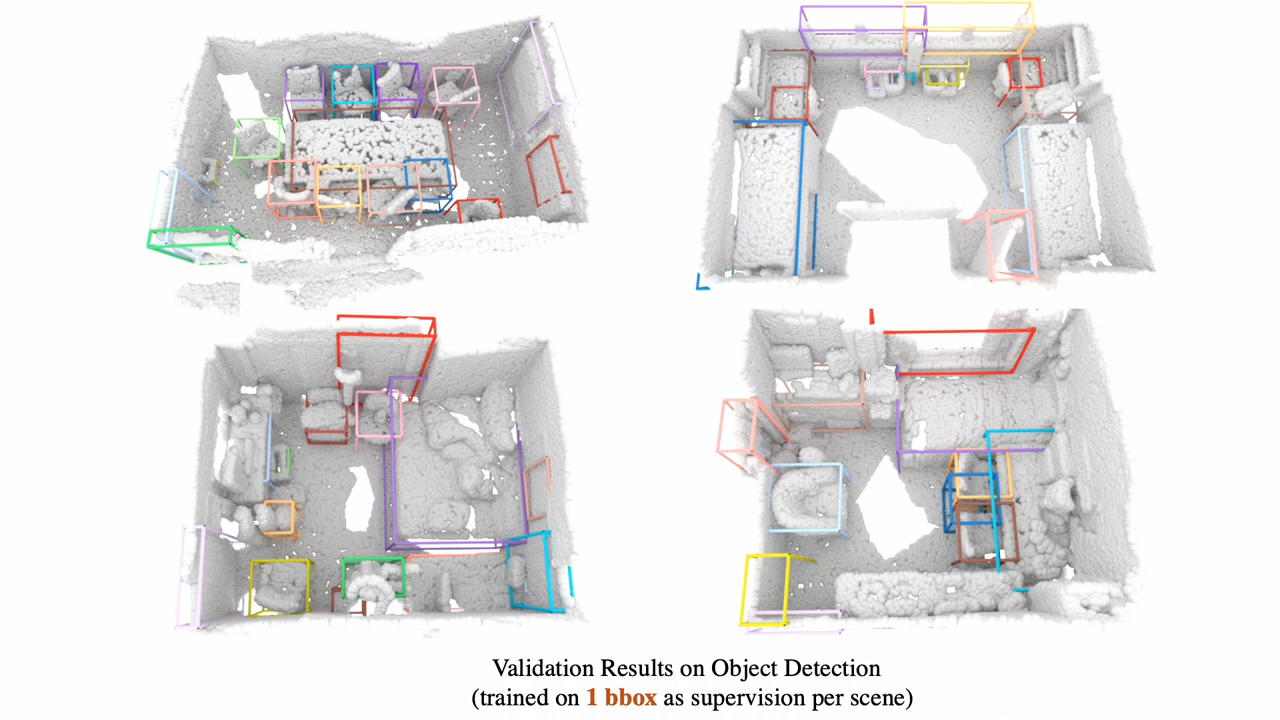 Validation Results on Object Detection
(trained on 1 bbox as supervision per scene)